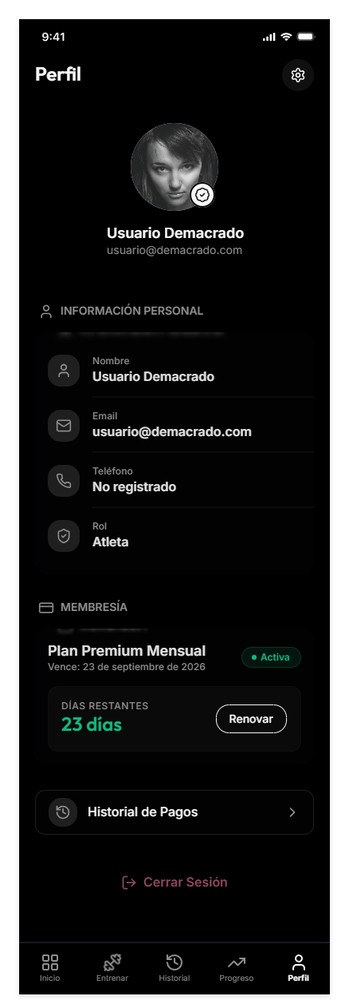 9:41
Perfil
Usuario Demacrado
usuario@demacrado.com
INFORMACIÓN PERSONAL
Nombre
Usuario Demacrado
Email
usuario@demacrado.com
Teléfono
No registrado
Rol
Atleta
MEMBRESÍA
Plan Premium Mensual
Activa
Vence: 23 de septiembre de 2026
DÍAS RESTANTES
23 días
Renovar
Historial de Pagos
Cerrar Sesión
Inicio
Entrenar
Historial
Progreso
Perfil